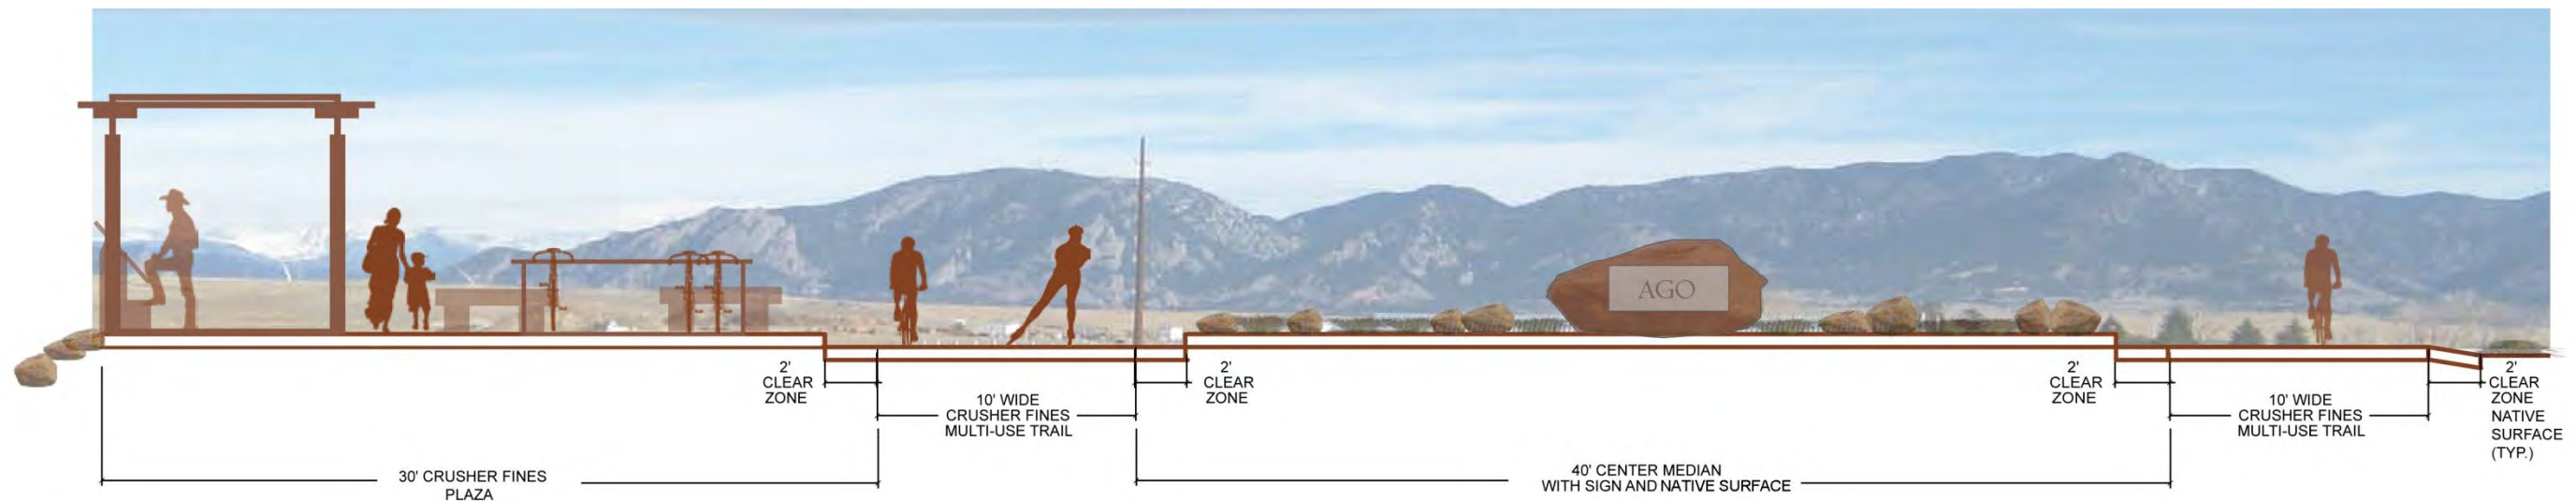 AGO
2'
CLEAR
ZONE
10' WIDE
CRUSHER FINES
MULTI-USE TRAIL
2'
CLEAR
ZONE
2'
CLEAR
ZONE
10' WIDE
CRUSHER FINES
MULTI-USE TRAIL
2'
CLEAR
ZONE
NATIVE
SURFACE
(TYP.)
30' CRUSHER FINES
PLAZA
40' CENTER MEDIAN
WITH SIGN AND NATIVE SURFACE